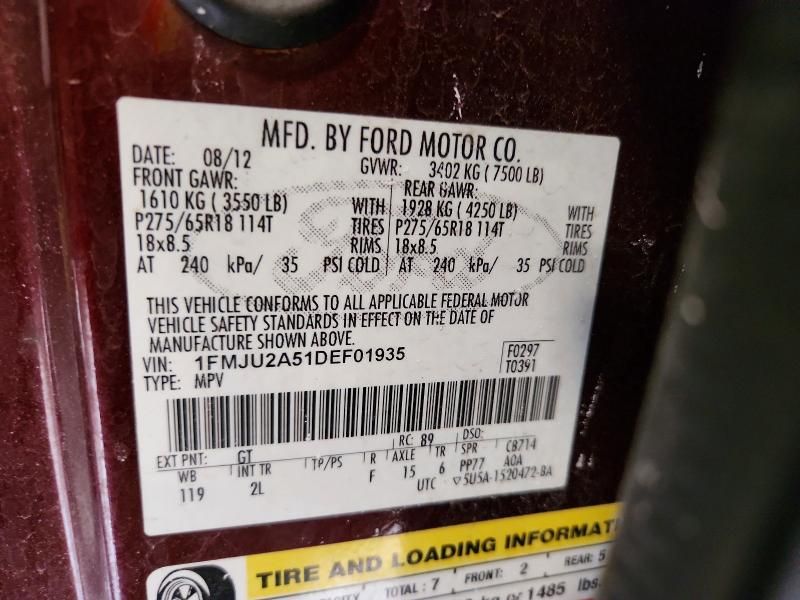 MFD. BY FORD MOTOR CO.
DATE: 08/12 GVWR: 3402 KG ( 7500 LB)
FRONT GAWR: REAR GAWR:
1610 KG ( 3550 LB) WITH 1928 KG ( 4250 LB) WITH
P275/65R18 114T TIRES P275/65R18 114T TIRES
18x8.5 RIMS 18x8.5 RIMS
AT 240 kPa/ 35 PSI COLD AT 240 kPa/ 35 PSI COLD
THIS VEHICLE CONFORMS TO ALL APPLICABLE FEDERAL MOTOR
VEHICLE SAFETY STANDARDS IN EFFECT ON THE DATE OF
MANUFACTURE SHOWN ABOVE.
VIN: 1FMJU2A51DEF01935 F0297
TYPE: MPV T0391
EXT PNT: GT RC: 89 DSO:
WB INT TR TP/PS R AXLE TR SPR CB714
119 2L F 15 6 PP77 A0A
UTC ▽5U5A-1520472-BA
TIRE AND LOADING INFORMATI
TOTAL : 7 FRONT: 2 REAR: 5
1485 lbs.